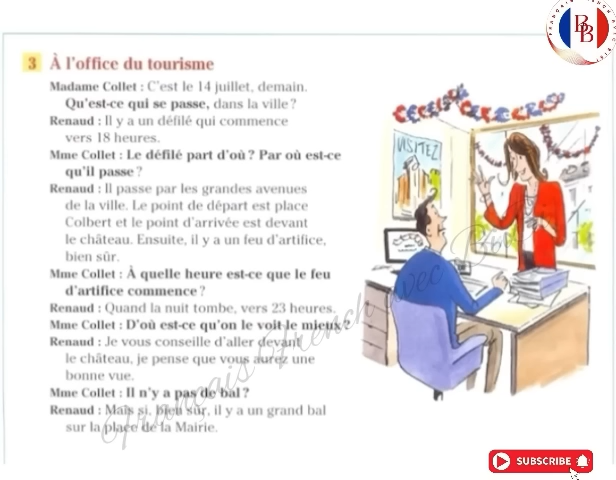 3 À l'office du tourisme
Madame Collet : C'est le 14 juillet, demain.
Qu'est-ce qui se passe, dans la ville ?
Renaud : Il y a un défilé qui commence
vers 18 heures.
Mme Collet : Le défilé part d'où ? Par où est-ce
qu'il passe ?
Renaud : Il passe par les grandes avenues
de la ville. Le point de départ est place
Colbert et le point d'arrivée est devant
le château. Ensuite, il y a un feu d'artifice,
bien sûr.
Mme Collet : À quelle heure est-ce que le feu
d'artifice commence ?
Renaud : Quand la nuit tombe, vers 23 heures.
Mme Collet : D'où est-ce qu'on le voit le mieux ?
Renaud : Je vous conseille d'aller devant
le château, je pense que vous aurez une
bonne vue.
Mme Collet : Il n'y a pas de bal ?
Renaud : Mais si, bien sûr, il y a un grand bal
sur la place de la Mairie.
VISITEZ
Français French avec
SUBSCRIBE